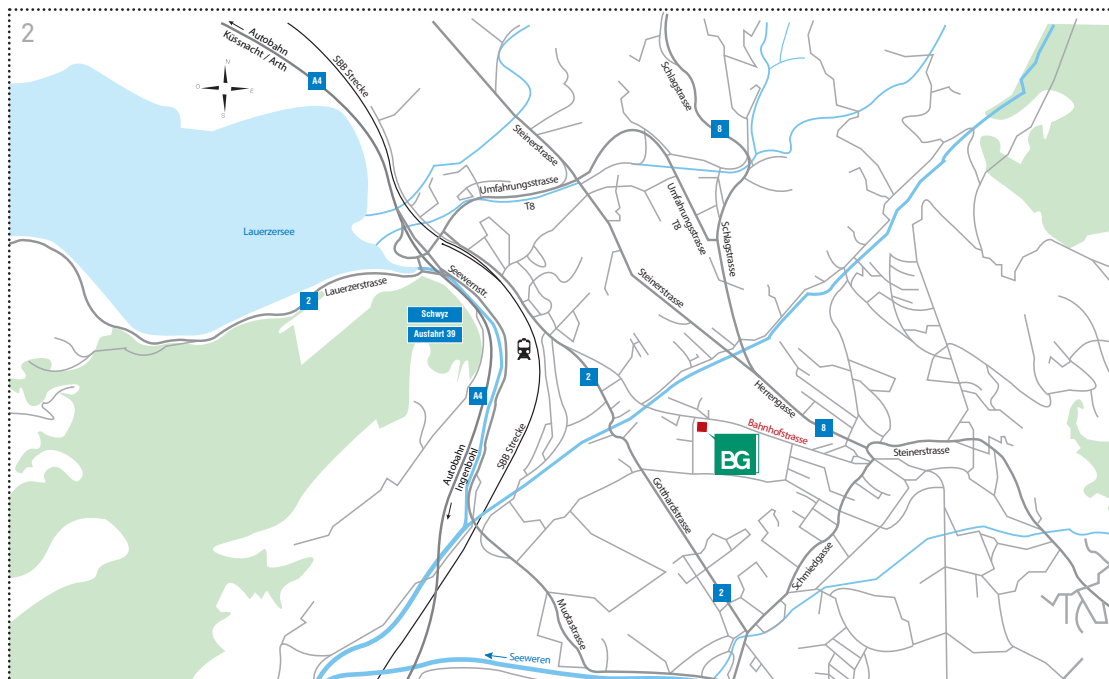 2
Autobahn
Küssnacht / Arth
SBB Strecke
A4
N
O
E
S
Schlagstrasse
8
Steinerstrasse
Umfahrungsstrasse
T8
Umfahrungsstrasse
T8
Schlagstrasse
Lauerzersee
Seewernstr.
Steinerstrasse
Lauerzerstrasse
2
Schwyz
Ausfahrt 39
2
A4
Herrengasse
8
Bahnhofstrasse
BG
Steinerstrasse
Autobahn
Ingenbohl
SBB Strecke
Gotthardstrasse
Schmiedgasse
2
Muotastrasse
Seeweren